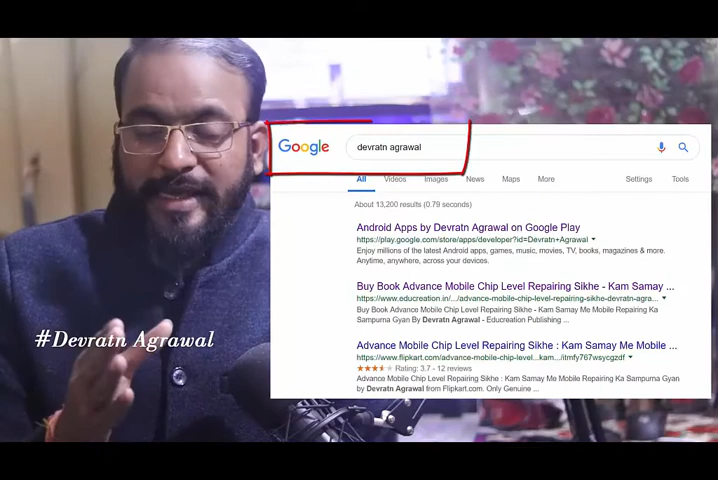 Google
devratn agrawal
All Videos Images News Maps More Settings Tools
About 13,200 results (0.79 seconds)
Android Apps by Devratn Agrawal on Google Play
https://play.google.com/store/apps/developer?id=Devratn+Agrawal
Enjoy millions of the latest Android apps, games, music, movies, TV, books, magazines & more.
Anytime, anywhere, across your devices.
Buy Book Advance Mobile Chip Level Repairing Sikhe - Kam Samay ...
https://www.educreation.in/.../advance-mobile-chip-level-repairing-sikhe-devratn-agra...
Buy Book Advance Mobile Chip Level Repairing Sikhe - Kam Samay Me Mobile Repairing Ka
Sampurna Gyan By Devratn Agrawal - Educreation Publishing ...
#Devratn Agrawal
Advance Mobile Chip Level Repairing Sikhe : Kam Samay Me Mobile ...
https://www.flipkart.com/advance-mobile-chip-level...kam.../itmfy767wsycgzdf
Rating: 3.7 - 12 reviews
Advance Mobile Chip Level Repairing Sikhe : Kam Samay Me Mobile Repairing Ka Sampurna Gyan
by Devratn Agrawal from Flipkart.com. Only Genuine ...